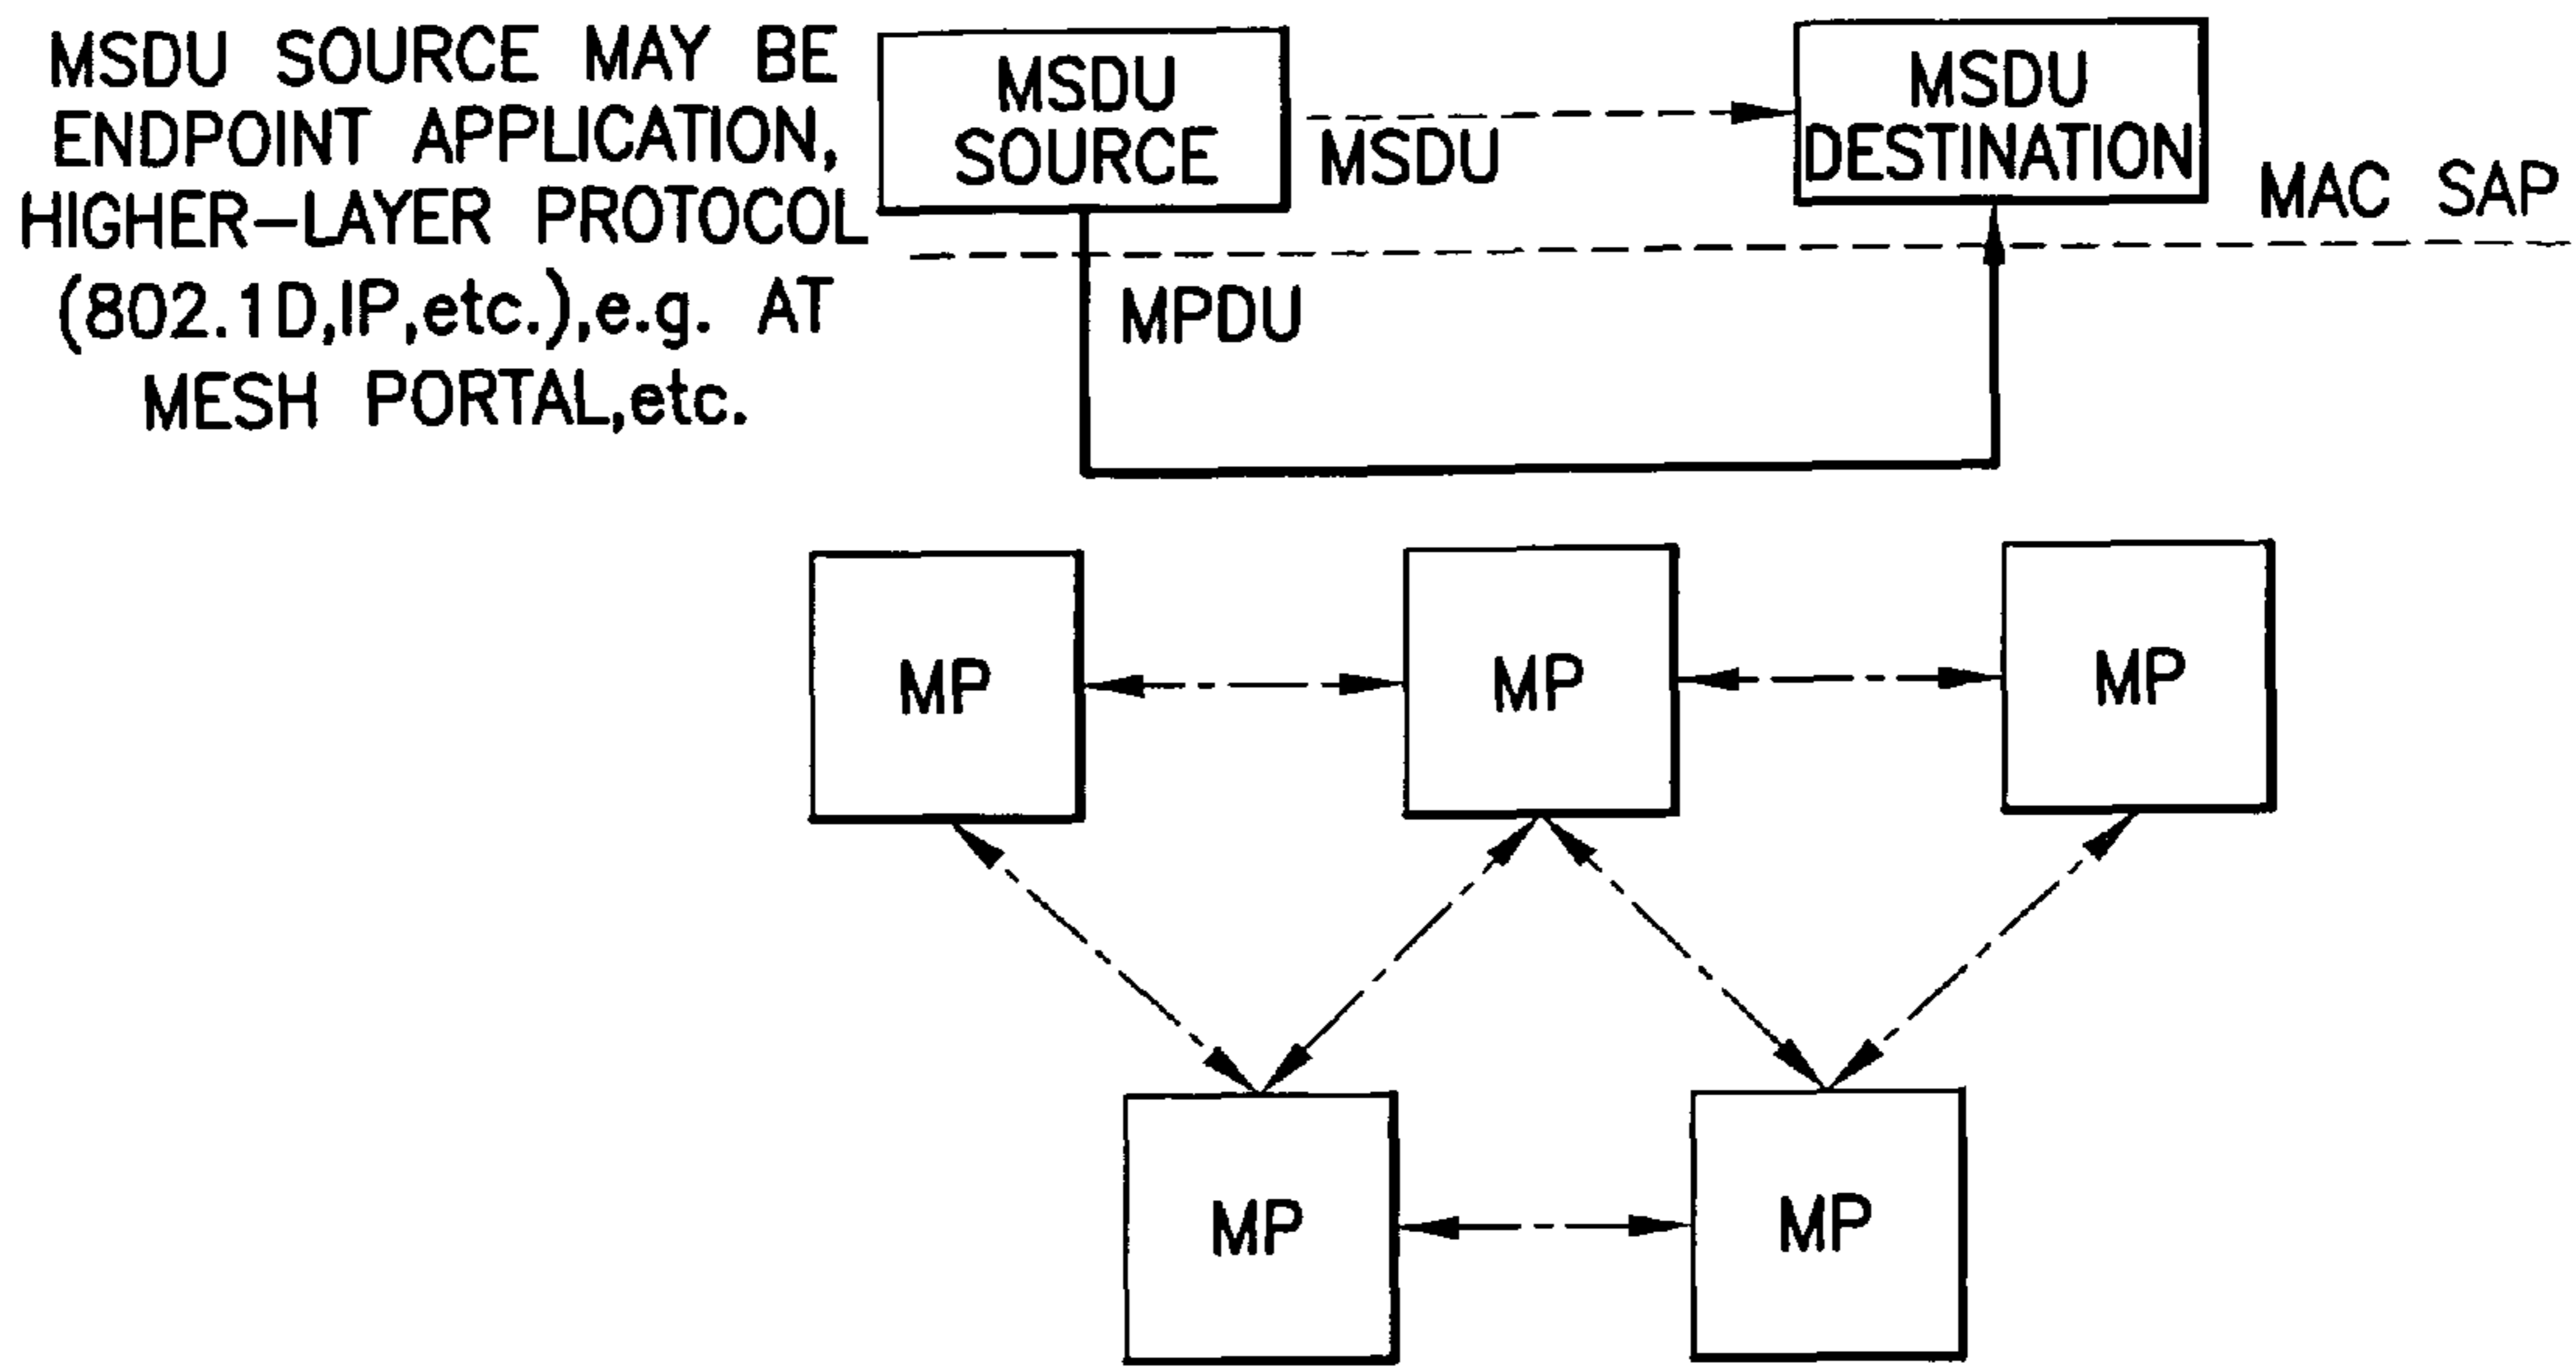 MSDU SOURCE MAY BE
ENDPOINT APPLICATION,
HIGHER-LAYER PROTOCOL
(802.1D,IP,etc.),e.g. AT
MESH PORTAL,etc.
MSDU
SOURCE
MSDU
MSDU
DESTINATION
MAC SAP
MPDU
MP
MP
MP
MP
MP